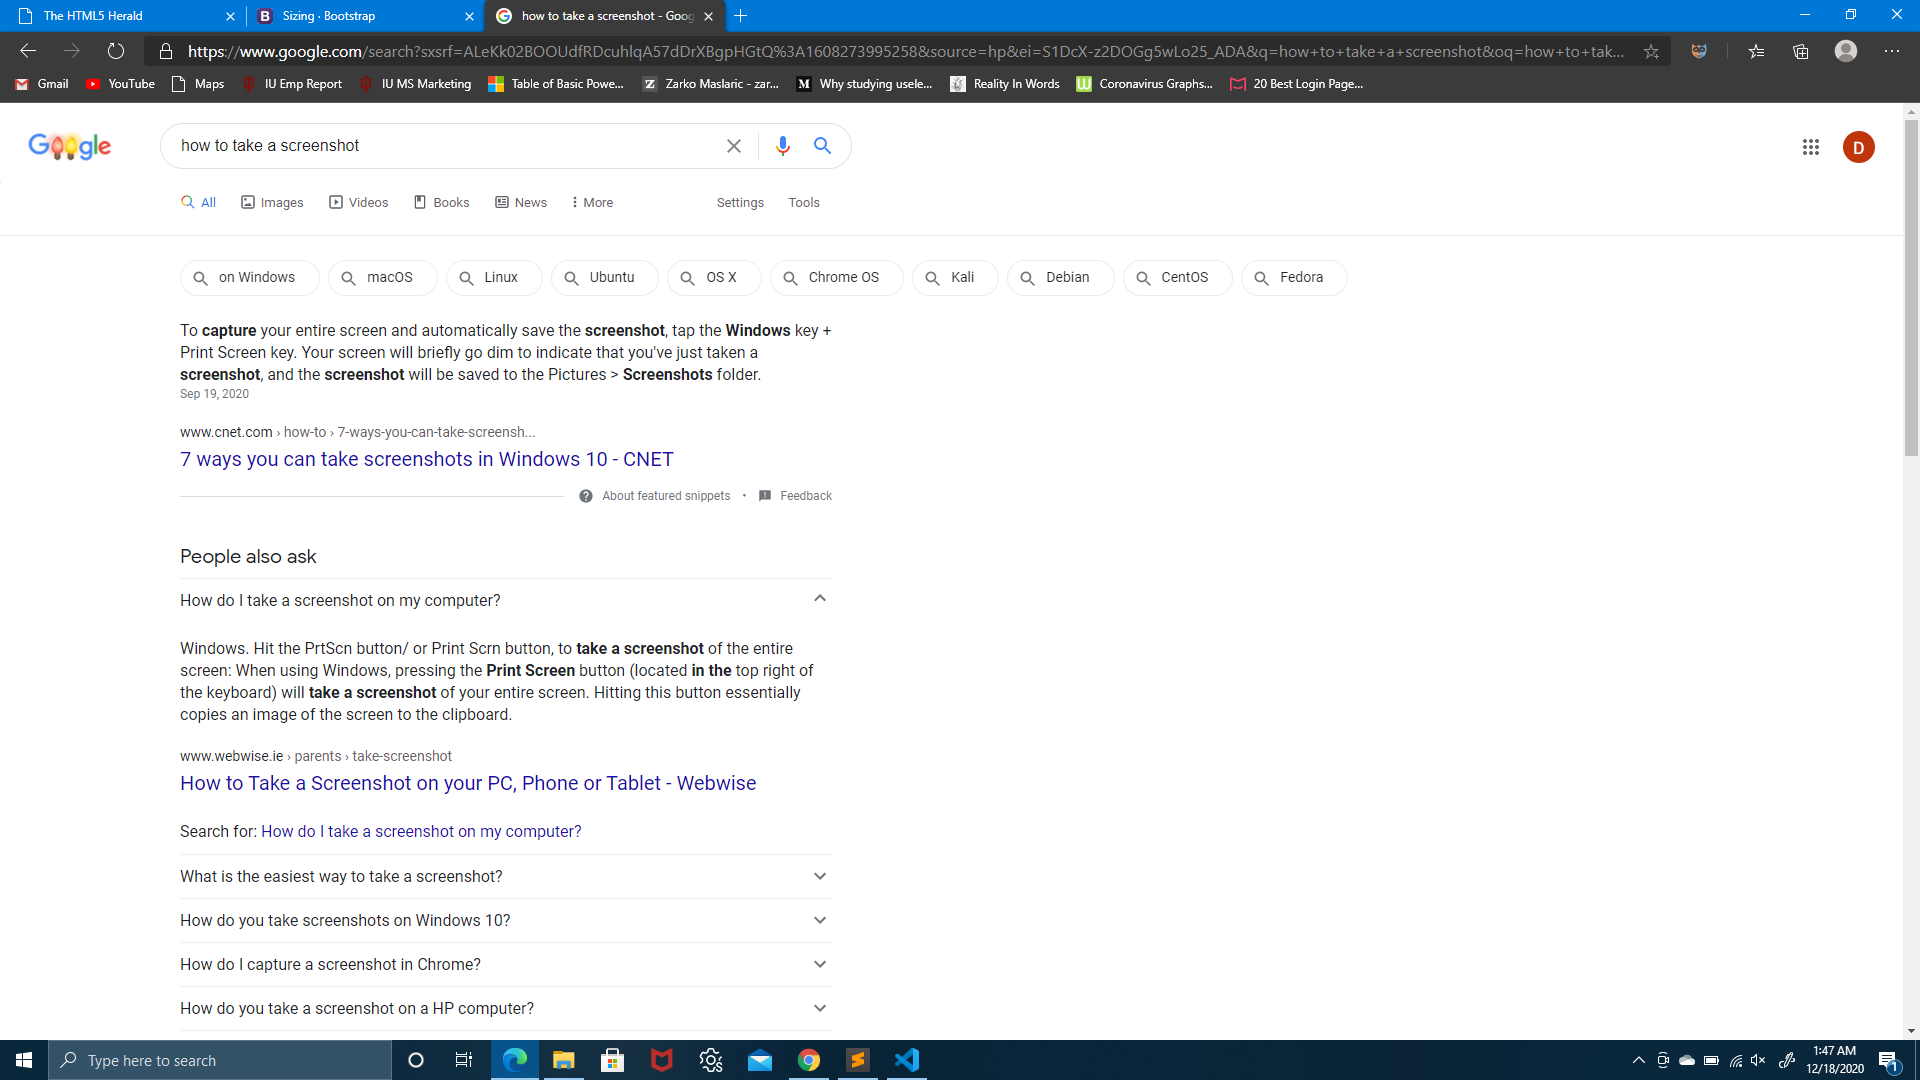 The HTML5 Herald
Sizing · Bootstrap
how to take a screenshot - Goog
https://www.google.com/search?sxsrf=ALeKk02BOOUdfRDcuhlqA57dDrXBgpHGtQ%3A1608273995258&source=hp&ei=S1DcX-z2DOGg5wLo25_ADA&q=how+to+take+a+screenshot&oq=how+to+tak...
Gmail YouTube Maps IU Emp Report IU MS Marketing Table of Basic Powe... Zarko Maslaric - zar... Why studying usele... Reality In Words Coronavirus Graphs... 20 Best Login Page...
Google
how to take a screenshot
D
All Images Videos Books News More Settings Tools
on Windows macOS Linux Ubuntu OS X Chrome OS Kali Debian CentOS Fedora
To capture your entire screen and automatically save the screenshot, tap the Windows key +
Print Screen key. Your screen will briefly go dim to indicate that you've just taken a
screenshot, and the screenshot will be saved to the Pictures > Screenshots folder.
Sep 19, 2020
www.cnet.com › how-to › 7-ways-you-can-take-screensh...
7 ways you can take screenshots in Windows 10 - CNET
About featured snippets • Feedback
People also ask
How do I take a screenshot on my computer?
Windows. Hit the PrtScn button/ or Print Scrn button, to take a screenshot of the entire
screen: When using Windows, pressing the Print Screen button (located in the top right of
the keyboard) will take a screenshot of your entire screen. Hitting this button essentially
copies an image of the screen to the clipboard.
www.webwise.ie › parents › take-screenshot
How to Take a Screenshot on your PC, Phone or Tablet - Webwise
Search for: How do I take a screenshot on my computer?
What is the easiest way to take a screenshot?
How do you take screenshots on Windows 10?
How do I capture a screenshot in Chrome?
How do you take a screenshot on a HP computer?
Type here to search
1:47 AM
12/18/2020
1